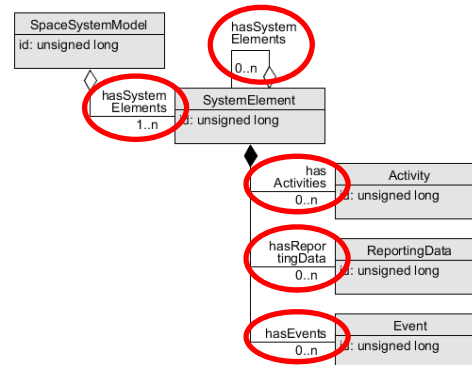 SpaceSystemModel
id: unsigned long
hasSystem
Elements
0..n
hasSystem
Elements
1..n
SystemElement
id: unsigned long
has
Activities
0..n
Activity
id: unsigned long
hasRepor
tingData
0..n
ReportingData
id: unsigned long
hasEvents
0..n
Event
id: unsigned long